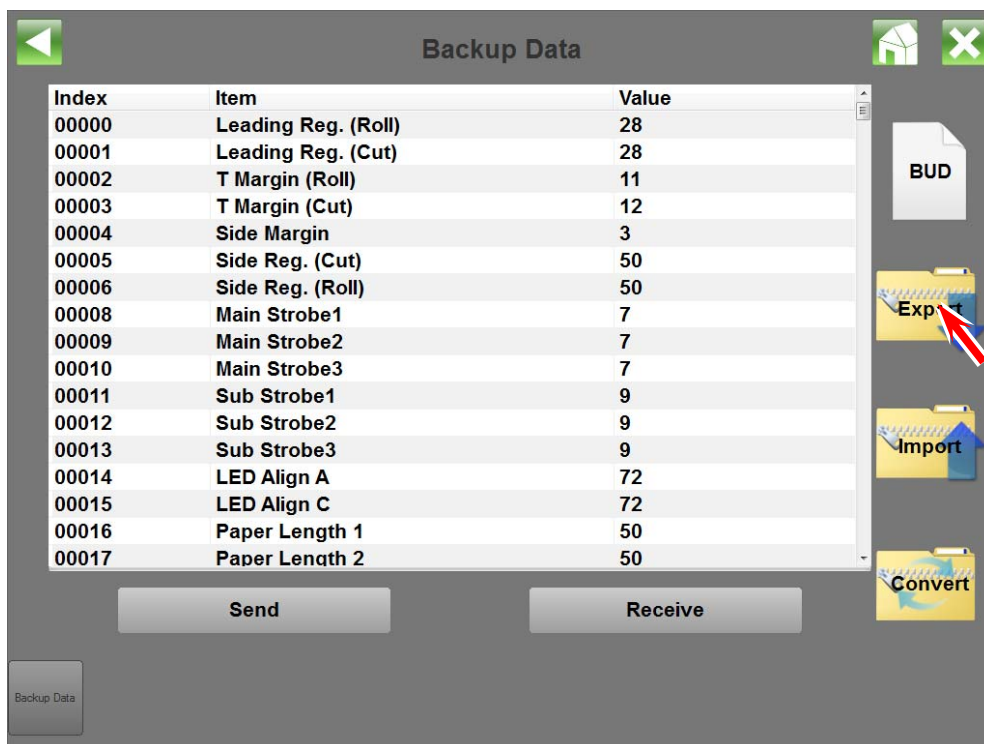 Backup Data
Index Item Value
00000 Leading Reg. (Roll) 28
00001 Leading Reg. (Cut) 28
00002 T Margin (Roll) 11
00003 T Margin (Cut) 12
00004 Side Margin 3
00005 Side Reg. (Cut) 50
00006 Side Reg. (Roll) 50
00008 Main Strobe1 7
00009 Main Strobe2 7
00010 Main Strobe3 7
00011 Sub Strobe1 9
00012 Sub Strobe2 9
00013 Sub Strobe3 9
00014 LED Align A 72
00015 LED Align C 72
00016 Paper Length 1 50
00017 Paper Length 2 50
BUD
Export
Import
Convert
Send Receive
Backup Data